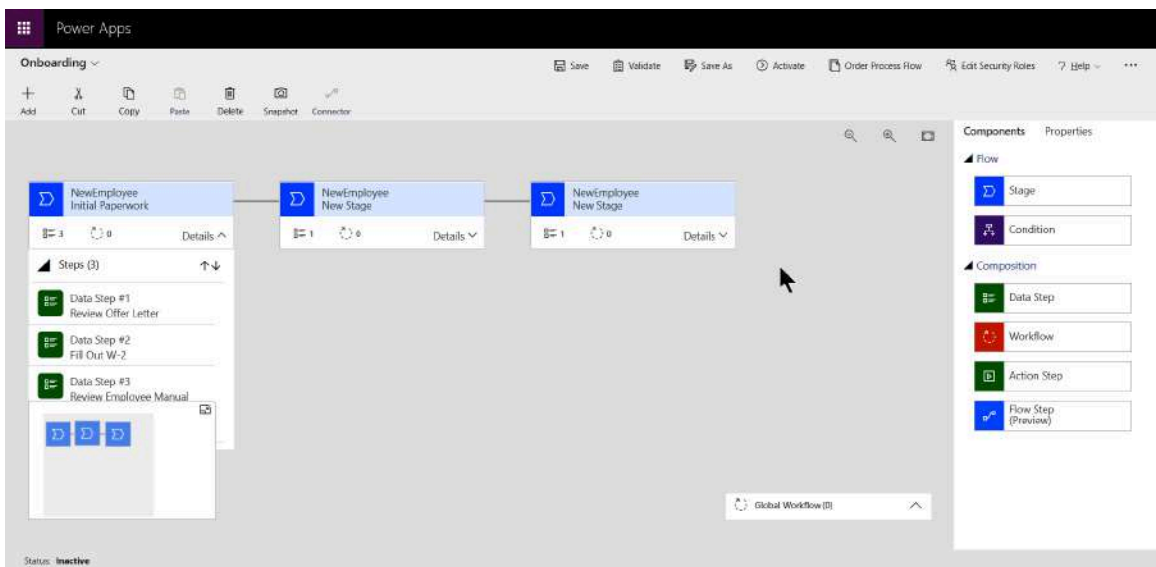 Power Apps
Onboarding
Save Validate Save As Activate Order Process Flow Edit Security Roles ? Help ...
Add Cut Copy Paste Delete Snapshot Connector
Components Properties
Flow
NewEmployee
Initial Paperwork
3 0 Details
NewEmployee
New Stage
1 0 Details
NewEmployee
New Stage
1 0 Details
Stage
Condition
Steps (3)
Data Step #1
Review Offer Letter
Data Step #2
Fill Out W-2
Data Step #3
Review Employee Manual
Composition
Data Step
Workflow
Action Step
Flow Step
(Preview)
Global Workflow (0)
Status: Inactive